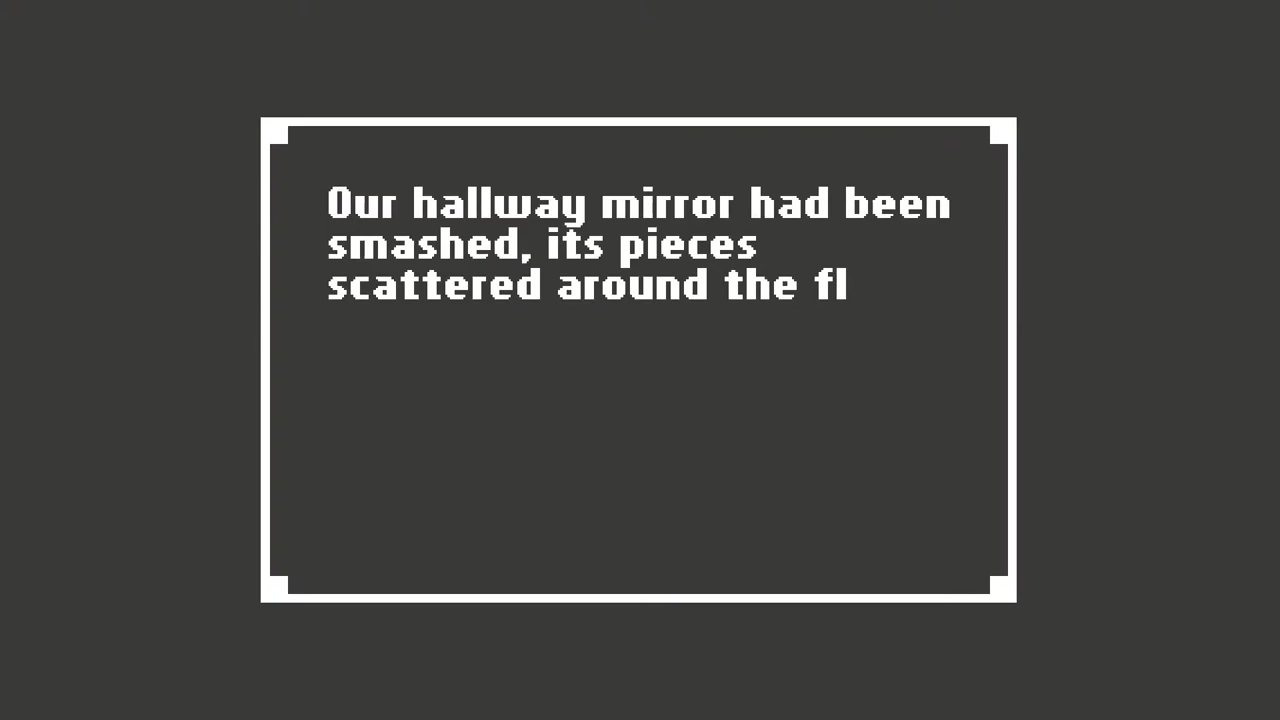 Our hallway mirror had been
smashed, its pieces
scattered around the fl